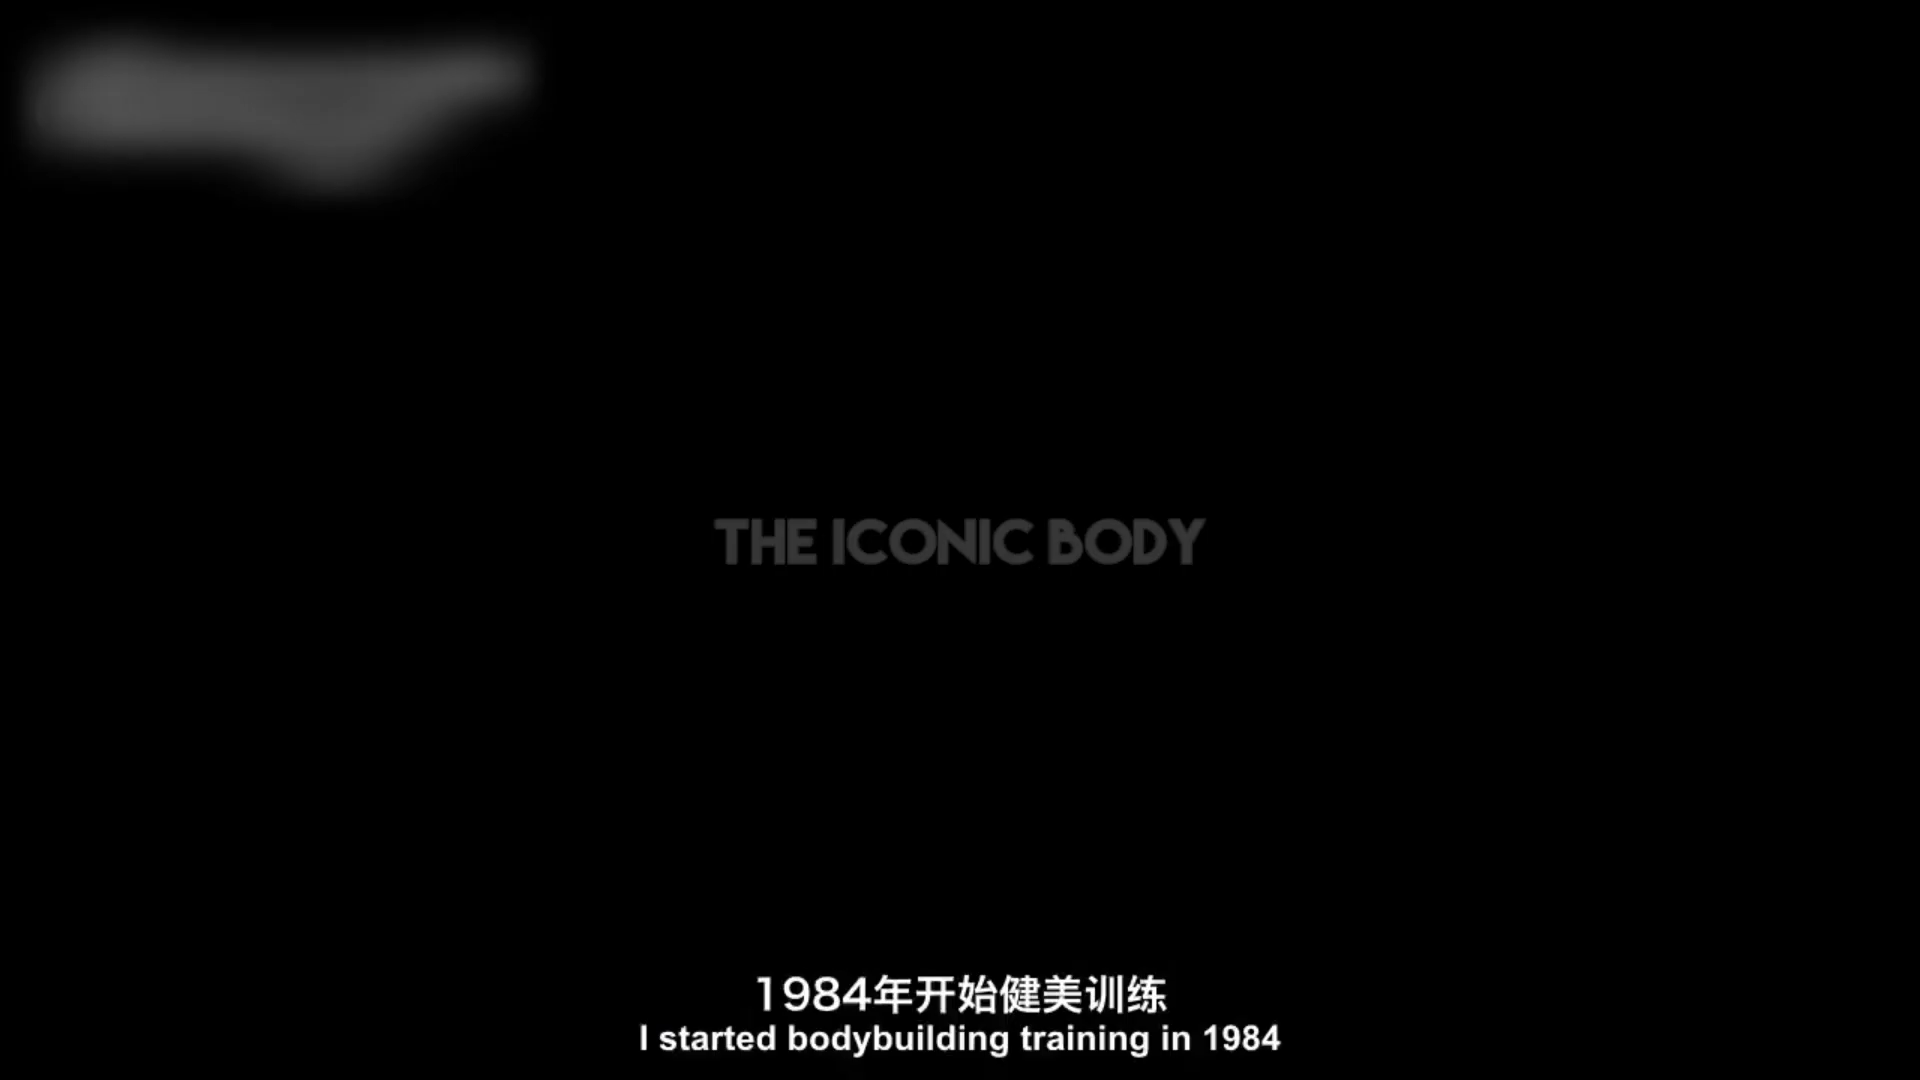 THE ICONIC BODY
1984年开始健美训练
I started bodybuilding training in 1984